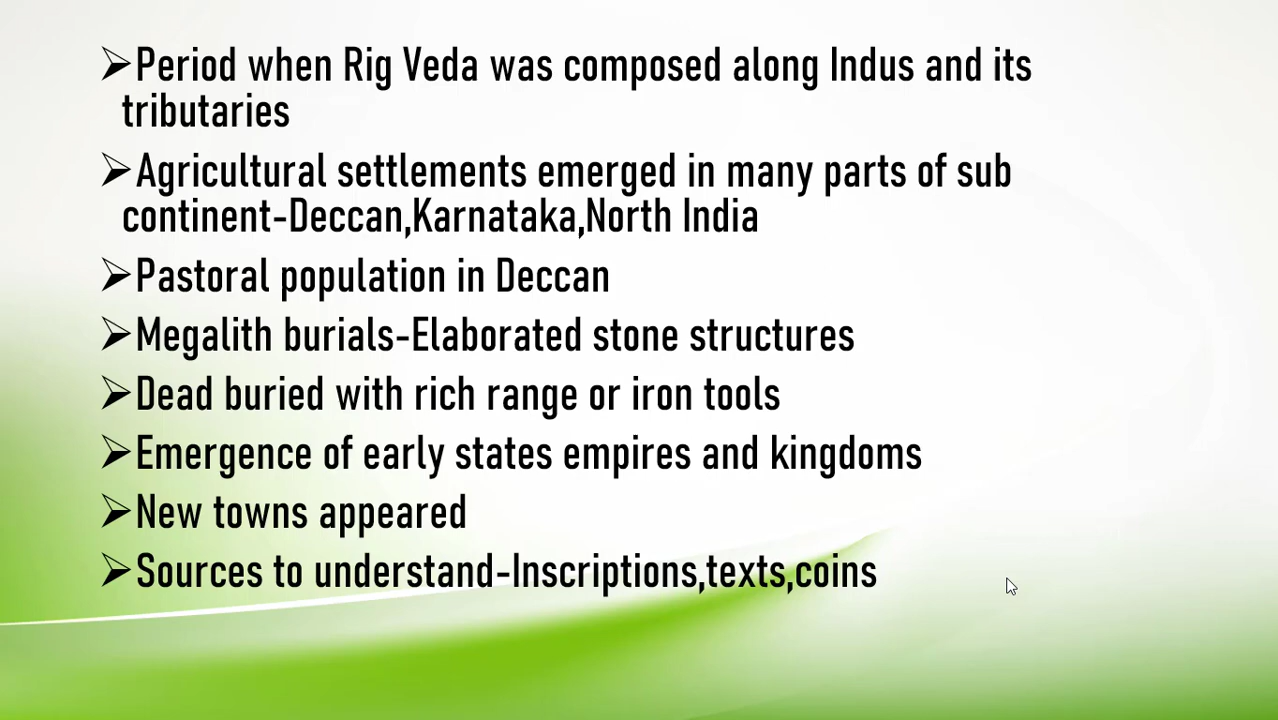 ➢Period when Rig Veda was composed along Indus and its
tributaries
➢Agricultural settlements emerged in many parts of sub
continent-Deccan,Karnataka,North India
➢Pastoral population in Deccan
➢Megalith burials-Elaborated stone structures
➢Dead buried with rich range or iron tools
➢Emergence of early states empires and kingdoms
➢New towns appeared
➢Sources to understand-Inscriptions,texts,coins